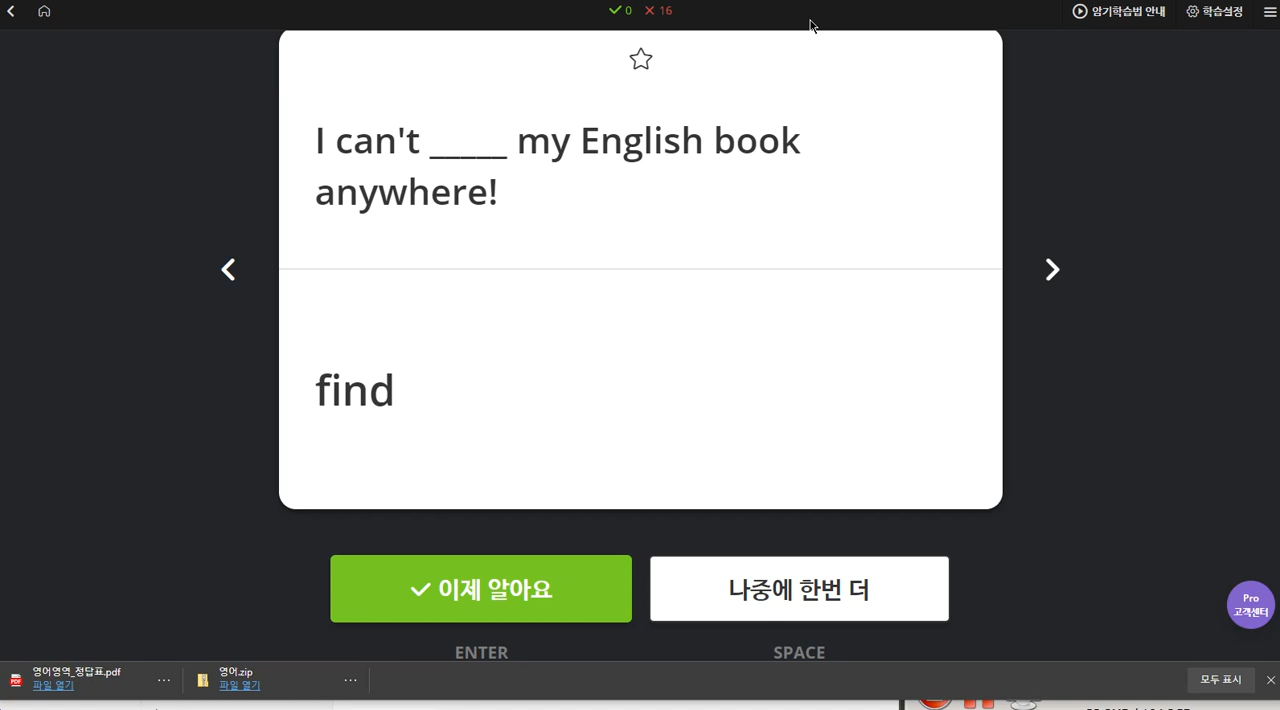 0 16 암기학습법 안내 학습설정
I can't _____ my English book
anywhere!
find
이제 알아요 나중에 한번 더
Pro
고객센터
ENTER SPACE
영어영역_정답표.pdf 영어.zip
파일 열기 파일 열기
모두 표시
PDF